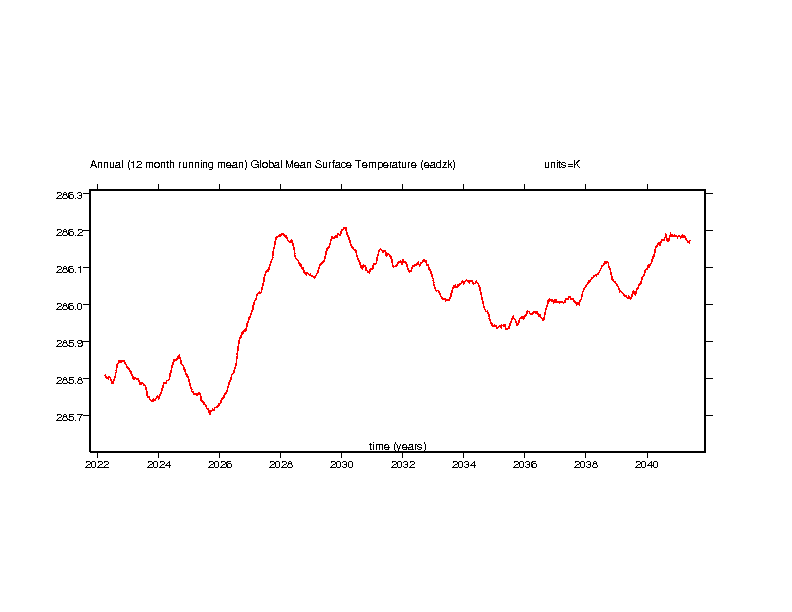 Annual (12 month running mean) Global Mean Surface Temperature (eadzk) units=K
286.3
286.2
286.1
286.0
285.9
285.8
285.7
time (years)
2022 2024 2026 2028 2030 2032 2034 2036 2038 2040